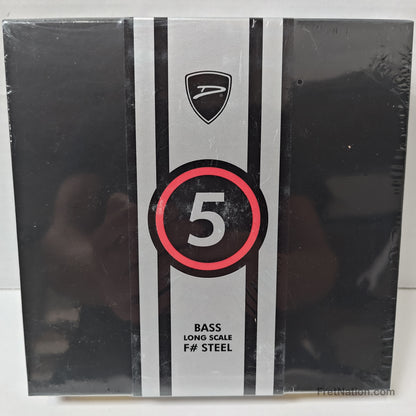 5
BASS
LONG SCALE
F# STEEL
FretNation.com